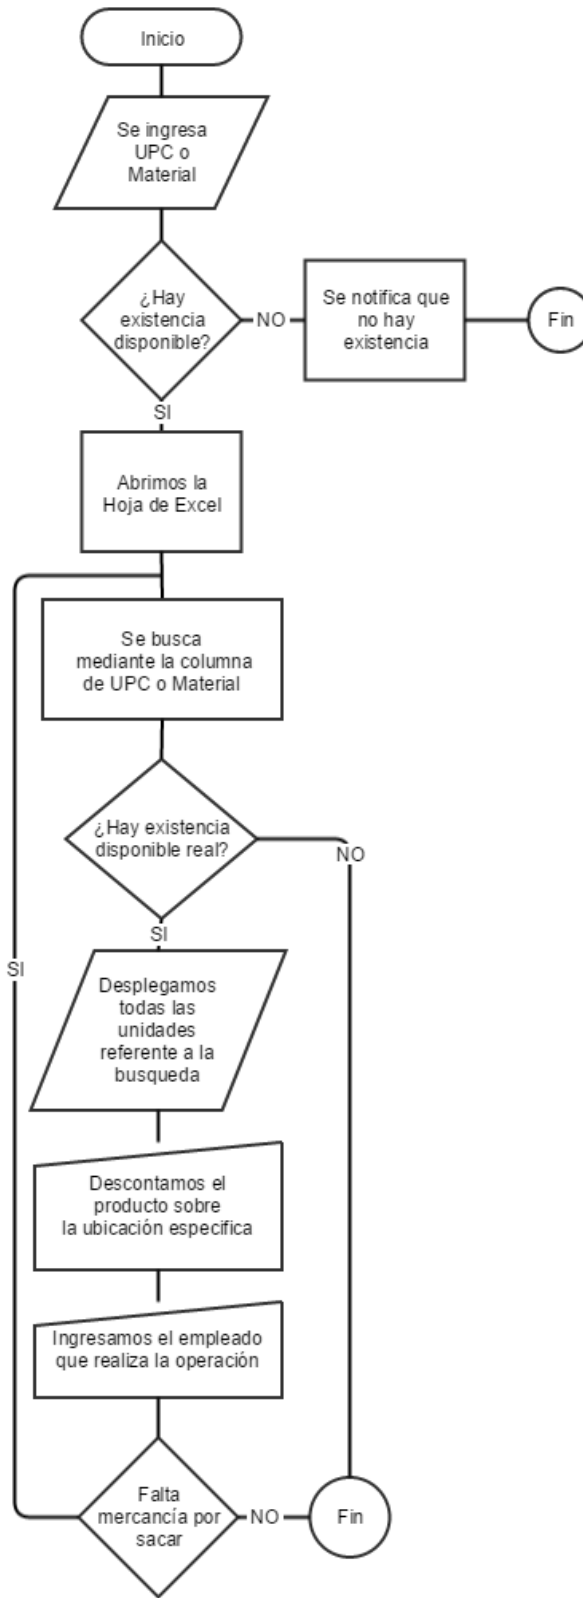 Inicio
Se ingresa
UPC o
Material
¿Hay
existencia
disponible?
NO
Se notifica que
no hay
existencia
Fin
SI
Abrimos la
Hoja de Excel
Se busca
mediante la columna
de UPC o Material
¿Hay existencia
disponible real?
NO
SI
SI
Desplegamos
todas las
unidades
referente a la
busqueda
Descontamos el
producto sobre
la ubicación especifica
Ingresamos el empleado
que realiza la operación
Falta
mercancía por
sacar
NO
Fin